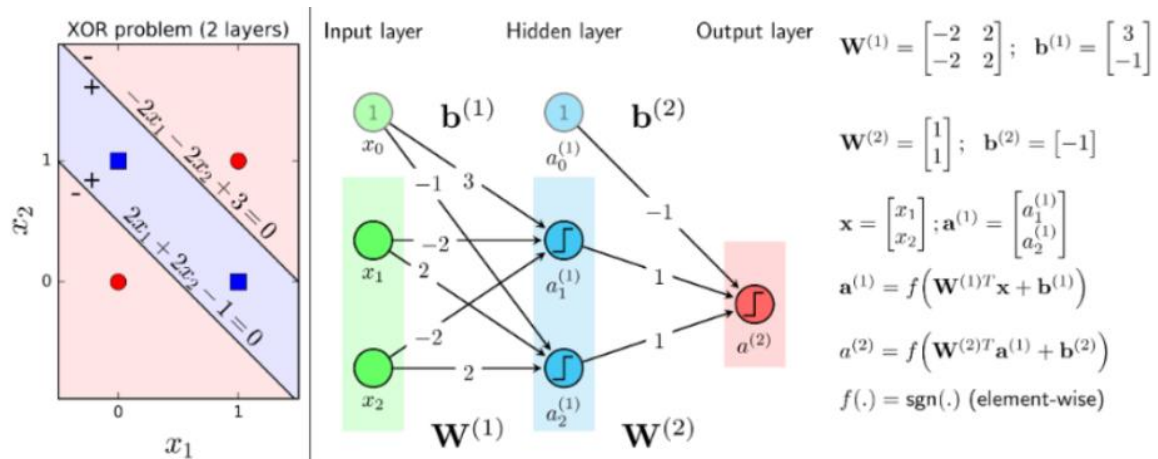 XOR problem (2 layers)
-
+
−2x₁ − 2x₂ + 3 = 0
1
+
-
2x₁ + 2x₂ − 1 = 0
x₂
0
0 1
x₁
Input layer Hidden layer Output layer
1 b⁽¹⁾ 1 b⁽²⁾
x₀ a₀⁽¹⁾
−1 3 −1
x₁ −2 a₁⁽¹⁾ 1
2
−2 1 a⁽²⁾
x₂ 2 a₂⁽¹⁾
W⁽¹⁾ W⁽²⁾
W⁽¹⁾ = [−2 2; −2 2] ; b⁽¹⁾ = [3; −1]
W⁽²⁾ = [1; 1] ; b⁽²⁾ = [−1]
x = [x₁; x₂] ; a⁽¹⁾ = [a₁⁽¹⁾; a₂⁽¹⁾]
a⁽¹⁾ = f(W⁽¹⁾ᵀx + b⁽¹⁾)
a⁽²⁾ = f(W⁽²⁾ᵀa⁽¹⁾ + b⁽²⁾)
f(.) = sgn(.) (element-wise)